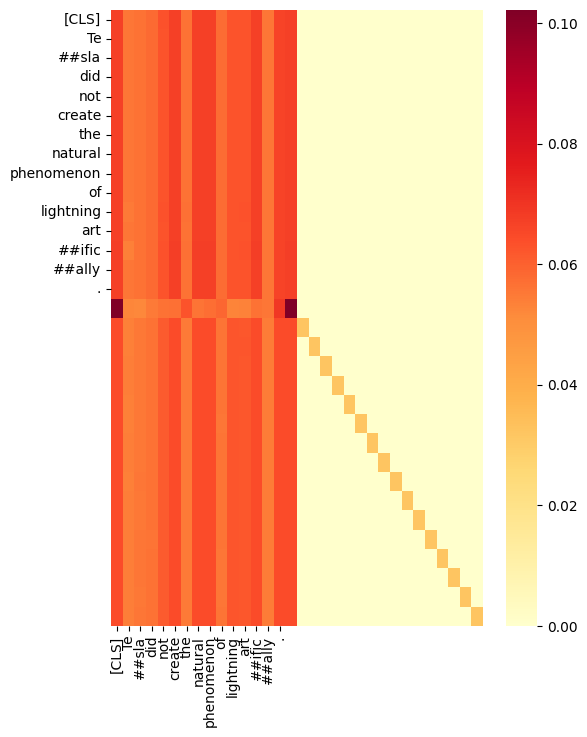 [CLS]
Te
##sla
did
not
create
the
natural
phenomenon
of
lightning
art
##ific
##ally
.
0.10
0.08
0.06
0.04
0.02
0.00
[CLS]
Te
##sla
did
not
create
the
natural
phenomenon
of
lightning
art
##ific
##ally
.